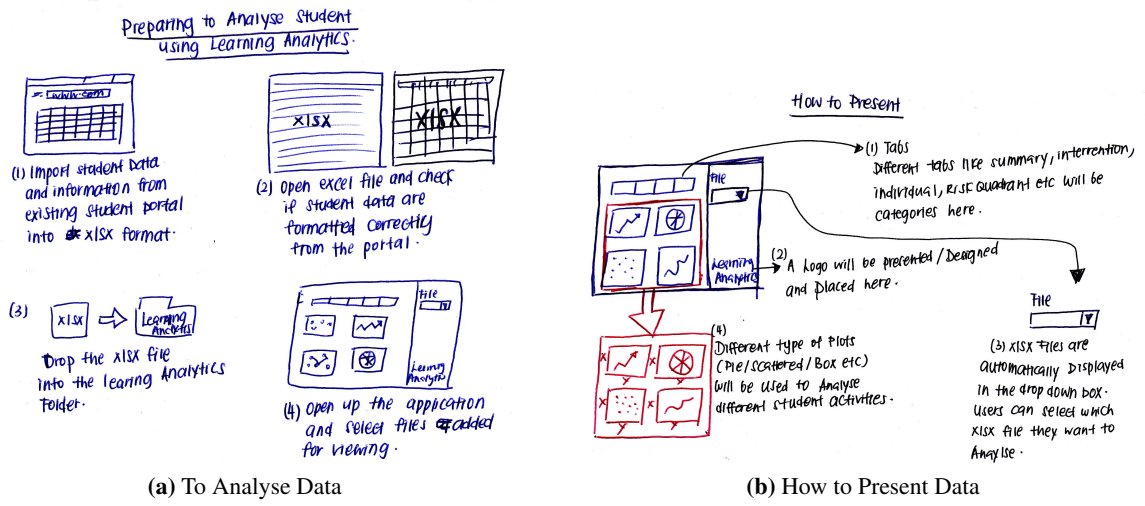 Preparing to Analyse Student
using Learning Analytics.
www.com
(1) Import student Data
and information from
existing student portal
into xlsx format.
xlsx
xlsx
(2) Open excel file and check
if student data are
formatted correctly
from the portal.
(3)
xlsx
Learning
Analytics
Drop the xlsx file
into the learing Analytics
Folder.
File
Learning
Analytics
(4) Open up the application
and select files added
for viewing.
(a) To Analyse Data
How to Present
(1) Tabs
Different tabs like summary, interrention,
individual, Risk Quadrant etc will be
categories here.
File
Learning
Analytics
(2)
A Logo will be presented / Designed
and placed here.
File
(3) xlsx Files are
automatically Displayed
in the drop down box.
Users can select which
xlsx file they want to
Anaylse.
(4)
Different type of Plots
(Pie/scattered/Box etc)
will be used to Analyse
different student activities.
x
x
x
x
y
y
y
y
(b) How to Present Data